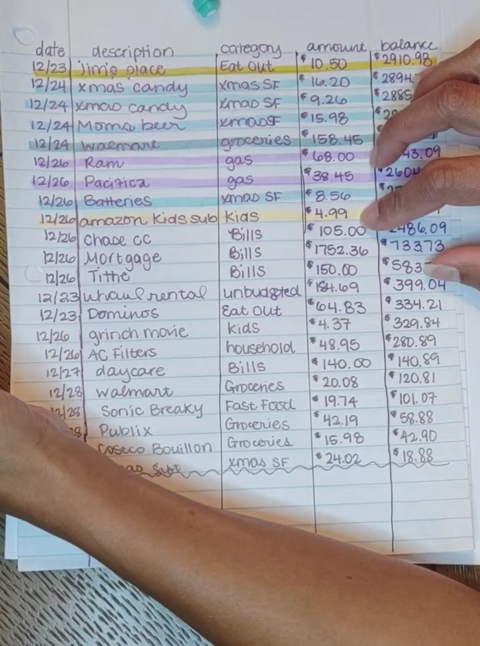 date description category amount balance
12/23 Jim's place Eat Out $10.50 $2910.98
12/24 xmas candy xmas SF $16.20 $2894
12/24 xmas candy xmas SF $9.26 $2885
12/24 Moms beer xmas SF $15.98
12/24 walmart groceries $158.45
12/26 Ram gas $68.00 43.09
12/26 Pacifica gas $38.45 $2604
12/26 Batteries xmas SF $8.56
12/26 amazon Kids sub Kids $4.99
12/26 Chase CC Bills $105.00 2486.09
12/26 Mortgage Bills $1752.36 $73373
12/26 Tithe Bills $150.00 $583
12/23 uhaul rental unbudgted $184.69 $399.04
12/23 Dominos Eat Out $64.83 $334.21
12/26 grinch movie Kids $4.37 $329.84
12/26 AC Filters household $48.95 $280.89
12/27 daycare Bills $140.00 $140.89
12/28 walmart Groceries $20.08 $120.81
12/28 Sonic Breaky Fast Food $19.74 $101.07
Publix Groceries $42.19 $58.88
Costco Bouillon Groceries $15.98 $42.90
xmas SF $24.02 $18.88